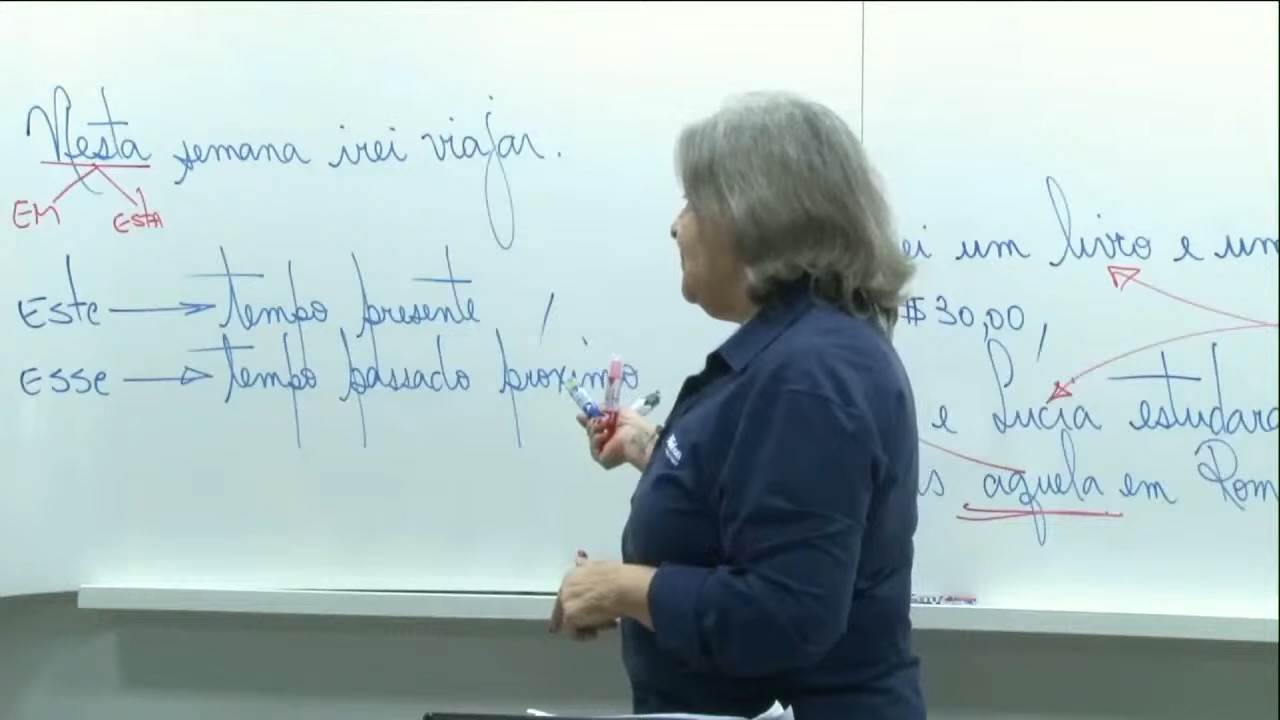 Nesta semana irei viajar.
EM ESTA
Este → tempo presente
Esse → tempo passado próximo
ei um livro e um
$ 30,00,
e Lúcia estudara
s aquela em Rom